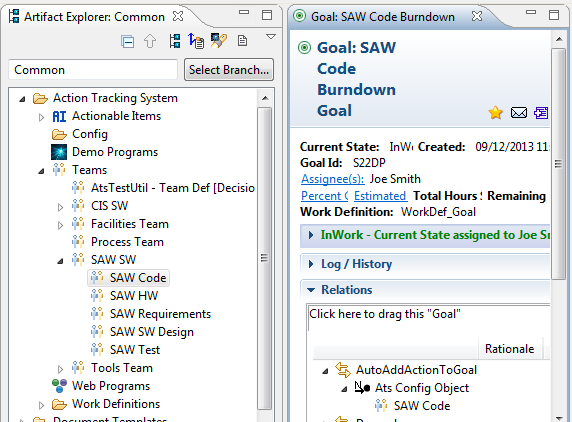 Artifact Explorer: Common
Common
Select Branch...
Action Tracking System
AI Actionable Items
Config
Demo Programs
Teams
AtsTestUtil - Team Def [Decisio
CIS SW
Facilities Team
Process Team
SAW SW
SAW Code
SAW HW
SAW Requirements
SAW SW Design
SAW Test
Tools Team
Web Programs
Work Definitions
Document Templates
Goal: SAW Code Burndown
Goal: SAW
Code
Burndown
Goal
Current State: InWo Created: 09/12/2013 11:
Goal Id: S22DP
Assignee(s): Joe Smith
Percent C Estimated Total Hours S Remaining
Work Definition: WorkDef_Goal
InWork - Current State assigned to Joe Sm
Log / History
Relations
Click here to drag this "Goal"
Rationale
AutoAddActionToGoal
N Ats Config Object
SAW Code